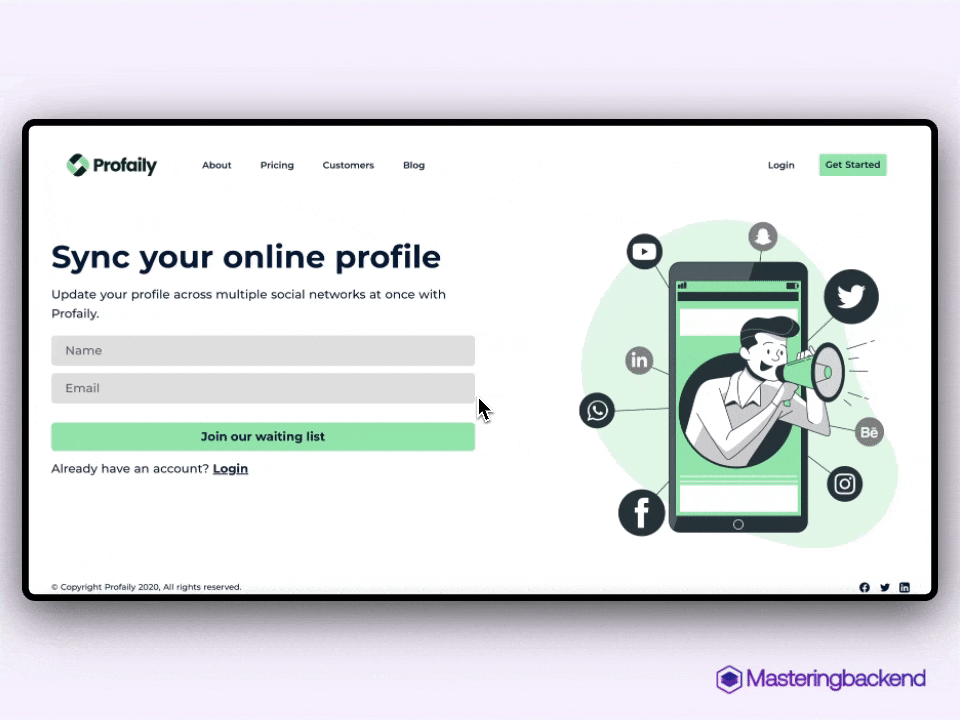 Profaily
About
Pricing
Customers
Blog
Login
Get Started
Sync your online profile
Update your profile across multiple social networks at once with
Profaily.
Name
Email
Join our waiting list
Already have an account? Login
in
Bē
f
© Copyright Profaily 2020, All rights reserved.
Masteringbackend